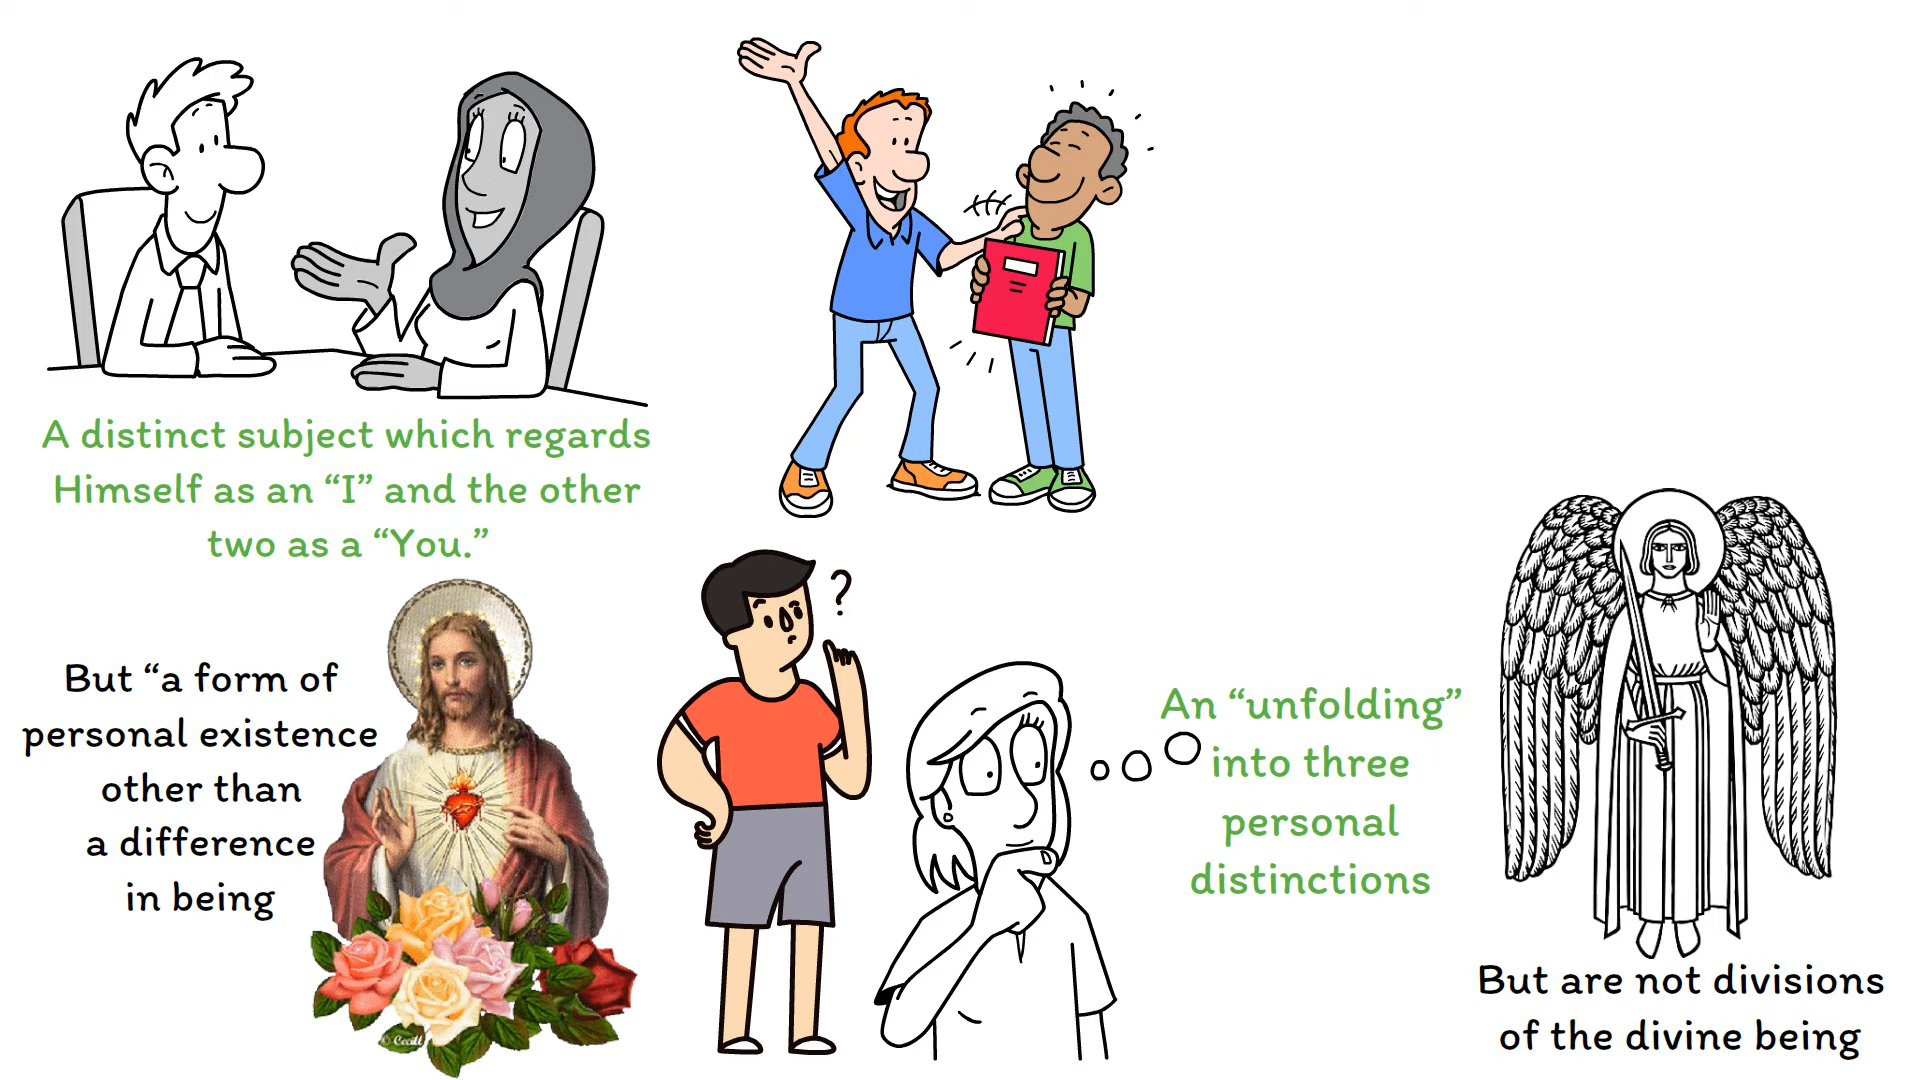 A distinct subject which regards
Himself as an “I” and the other
two as a “You.”
But “a form of
personal existence
other than
a difference
in being
© Cecill
?
An “unfolding”
into three
personal
distinctions
But are not divisions
of the divine being